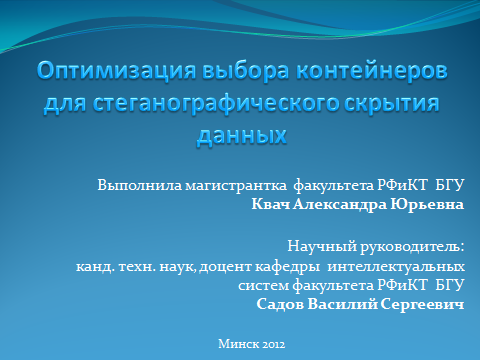 Оптимизация выбора контейнеров
для стеганографического скрытия
данных
Выполнила магистрантка факультета РФиКТ БГУ
Квач Александра Юрьевна
Научный руководитель:
канд. техн. наук, доцент кафедры интеллектуальных
систем факультета РФиКТ БГУ
Садов Василий Сергеевич
Минск 2012